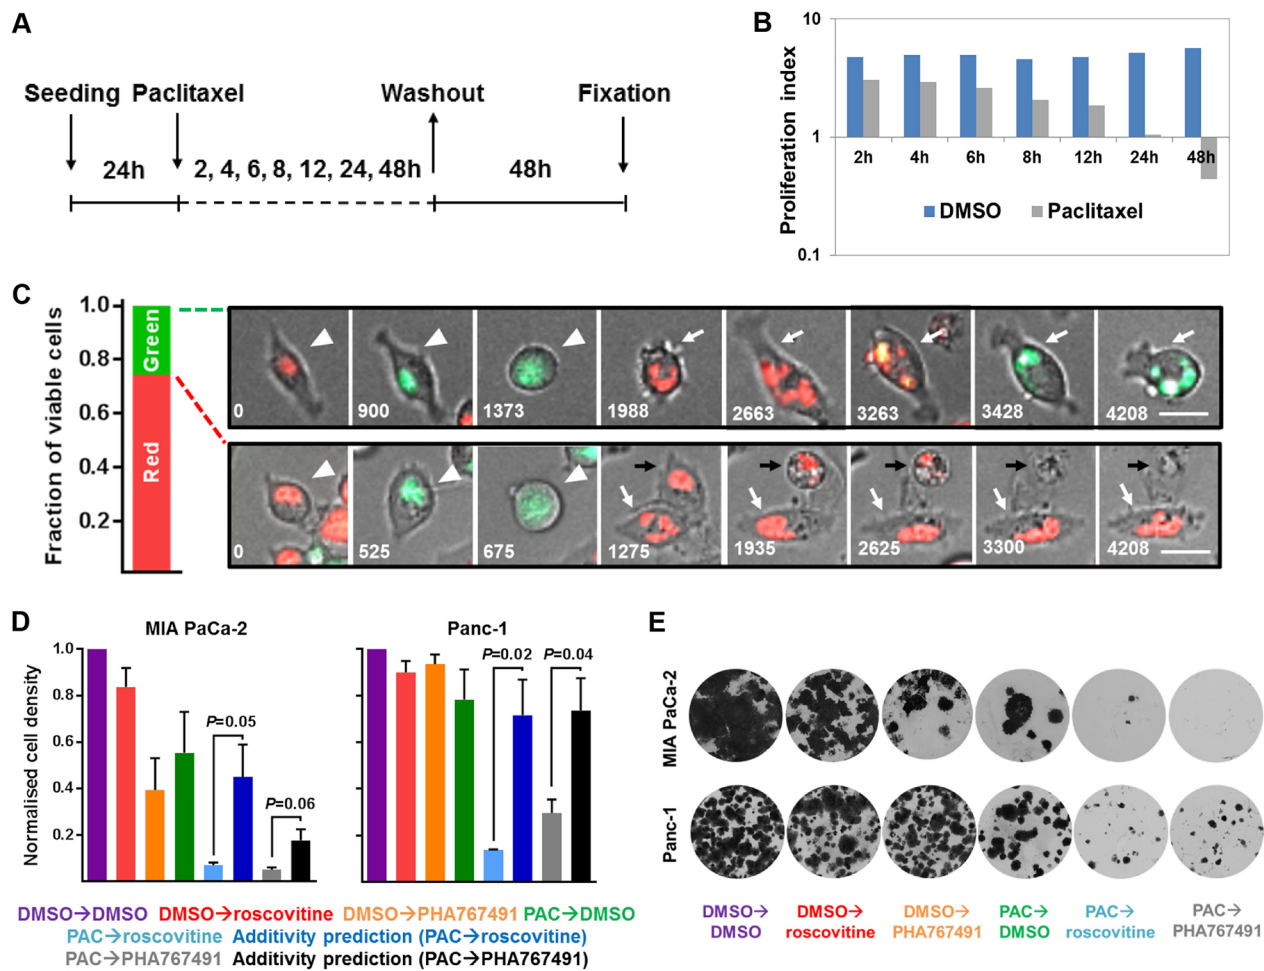 A
Seeding Paclitaxel Washout Fixation
24h 2, 4, 6, 8, 12, 24, 48h 48h
B
Proliferation index
10
1
0.1
2h 4h 6h 8h 12h 24h 48h
DMSO Paclitaxel
C
Fraction of viable cells
1.0
0.8
0.6
0.4
0.2
Green
Red
0 900 1373 1988 2663 3263 3428 4208
0 525 675 1275 1935 2625 3300 4208
D
MIA PaCa-2 Panc-1
Normalised cell density
1.0
0.8
0.6
0.4
0.2
P=0.05
P=0.06
P=0.02 P=0.04
DMSO→DMSO DMSO→roscovitine DMSO→PHA767491 PAC→DMSO
PAC→roscovitine Additivity prediction (PAC→roscovitine)
PAC→PHA767491 Additivity prediction (PAC→PHA767491)
E
MIA PaCa-2
Panc-1
DMSO→ DMSO→ DMSO→ PAC→ PAC→ PAC→
DMSO roscovitine PHA767491 DMSO roscovitine PHA767491